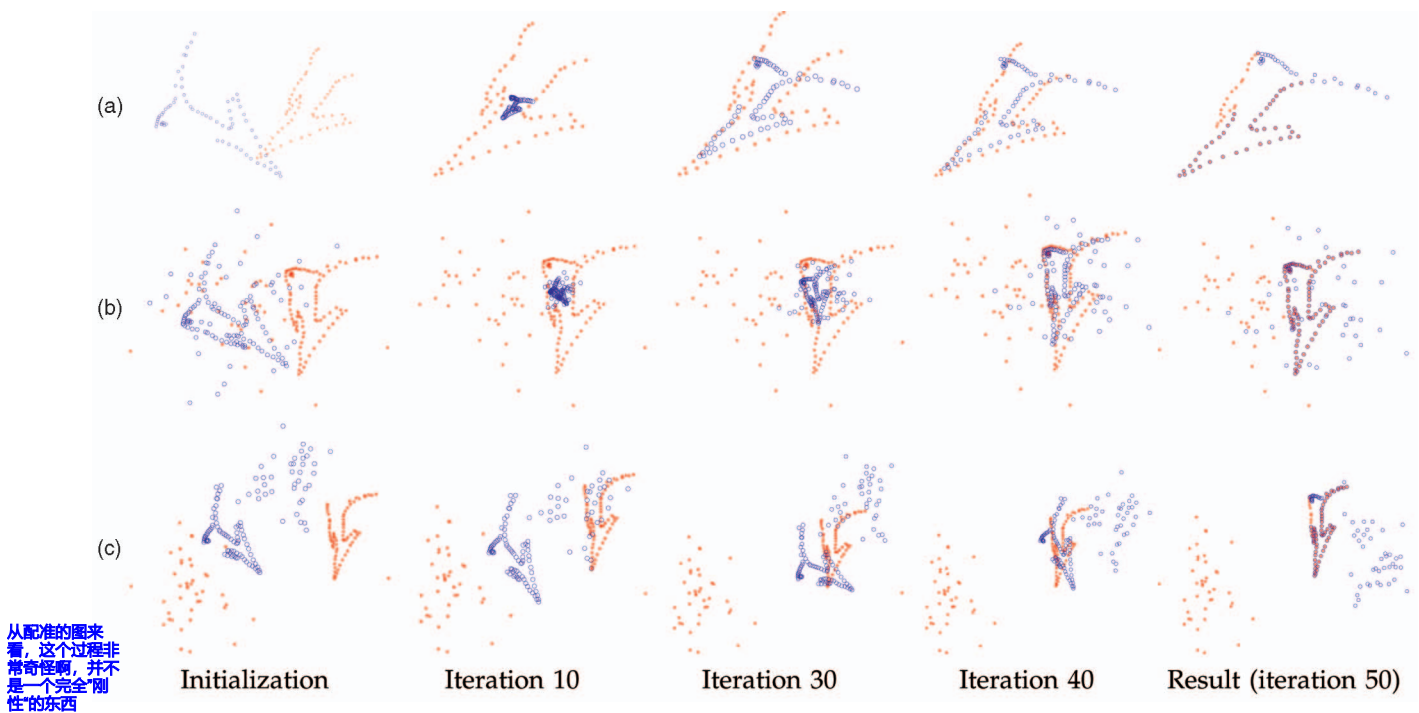 (a)
(b)
(c)
从配准的图来
看，这个过程非
常奇怪啊，并不
是一个完全"刚
性"的东西
Initialization
Iteration 10
Iteration 30
Iteration 40
Result (iteration 50)